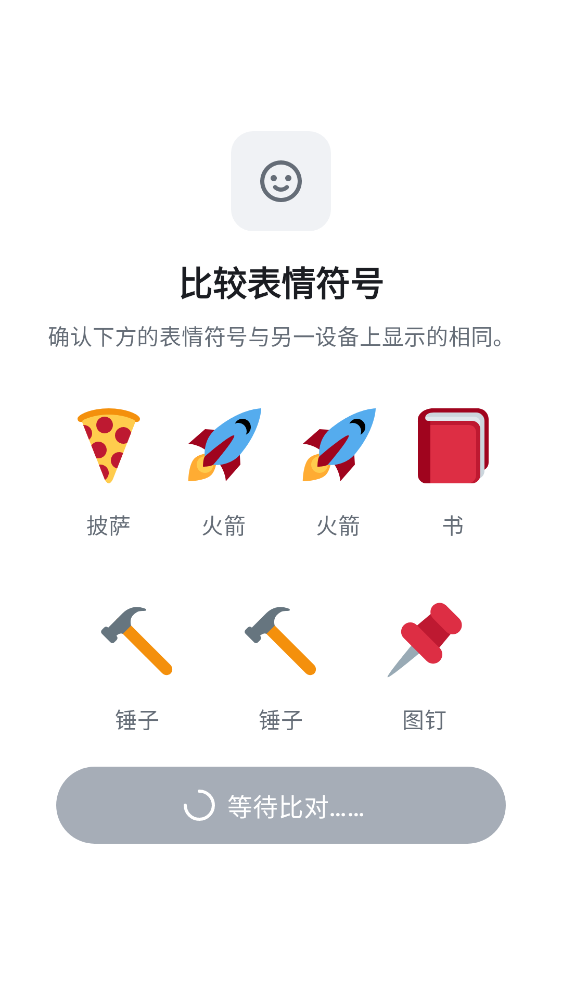 比较表情符号
确认下方的表情符号与另一设备上显示的相同。
披萨 火箭 火箭 书
锤子 锤子 图钉
等待比对……